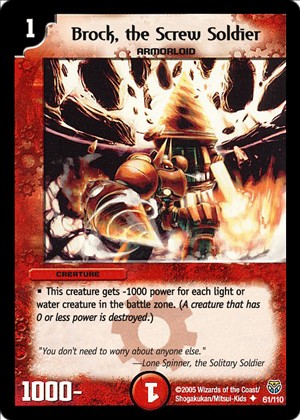 1
Brock, the Screw Soldier
ARMORLOID
CREATURE
▪ This creature gets -1000 power for each light or
water creature in the battle zone. (A creature that has
0 or less power is destroyed.)
"You don't need to worry about anyone else."
—Lone Spinner, the Solitary Soldier
1000-
1
©2005 Wizards of the Coast/
Shogakukan/Mitsui-Kids ✦ 61/110